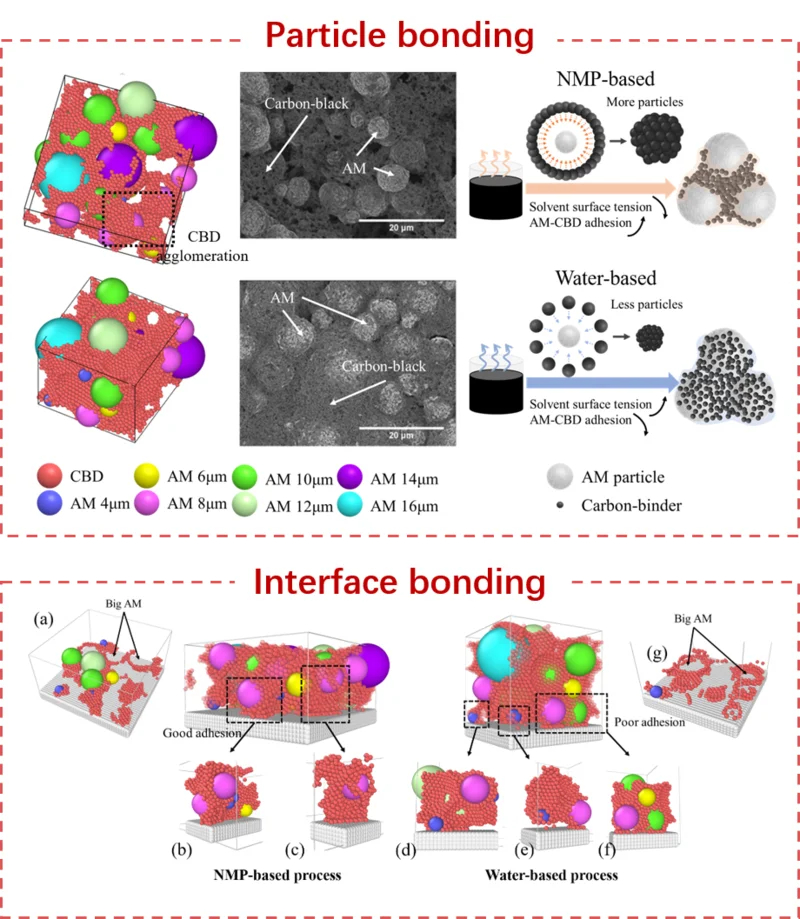 Particle bonding
Carbon-black
AM
20 μm
CBD
agglomeration
NMP-based
More particles
Solvent surface tension
AM-CBD adhesion
AM
Carbon-black
20 μm
Water-based
Less particles
Solvent surface tension
AM-CBD adhesion
CBD
AM 6μm
AM 10μm
AM 14μm
AM 4μm
AM 8μm
AM 12μm
AM 16μm
AM particle
Carbon-binder
Interface bonding
(a)
Big AM
Good adhesion
(b)
(c)
NMP-based process
Big AM
(g)
Poor adhesion
(d)
(e)
(f)
Water-based process